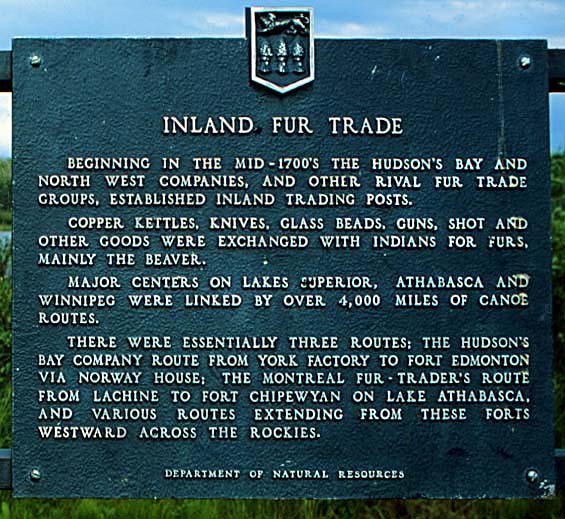 INLAND FUR TRADE
BEGINNING IN THE MID-1700'S THE HUDSON'S BAY AND
NORTH WEST COMPANIES, AND OTHER RIVAL FUR TRADE
GROUPS, ESTABLISHED INLAND TRADING POSTS.
COPPER KETTLES, KNIVES, GLASS BEADS, GUNS, SHOT AND
OTHER GOODS WERE EXCHANGED WITH INDIANS FOR FURS,
MAINLY THE BEAVER.
MAJOR CENTERS ON LAKES SUPERIOR, ATHABASCA AND
WINNIPEG WERE LINKED BY OVER 4,000 MILES OF CANOE
ROUTES.
THERE WERE ESSENTIALLY THREE ROUTES; THE HUDSON'S
BAY COMPANY ROUTE FROM YORK FACTORY TO FORT EDMONTON
VIA NORWAY HOUSE; THE MONTREAL FUR-TRADER'S ROUTE
FROM LACHINE TO FORT CHIPEWYAN ON LAKE ATHABASCA,
AND VARIOUS ROUTES EXTENDING FROM THESE FORTS
WESTWARD ACROSS THE ROCKIES.
DEPARTMENT OF NATURAL RESOURCES